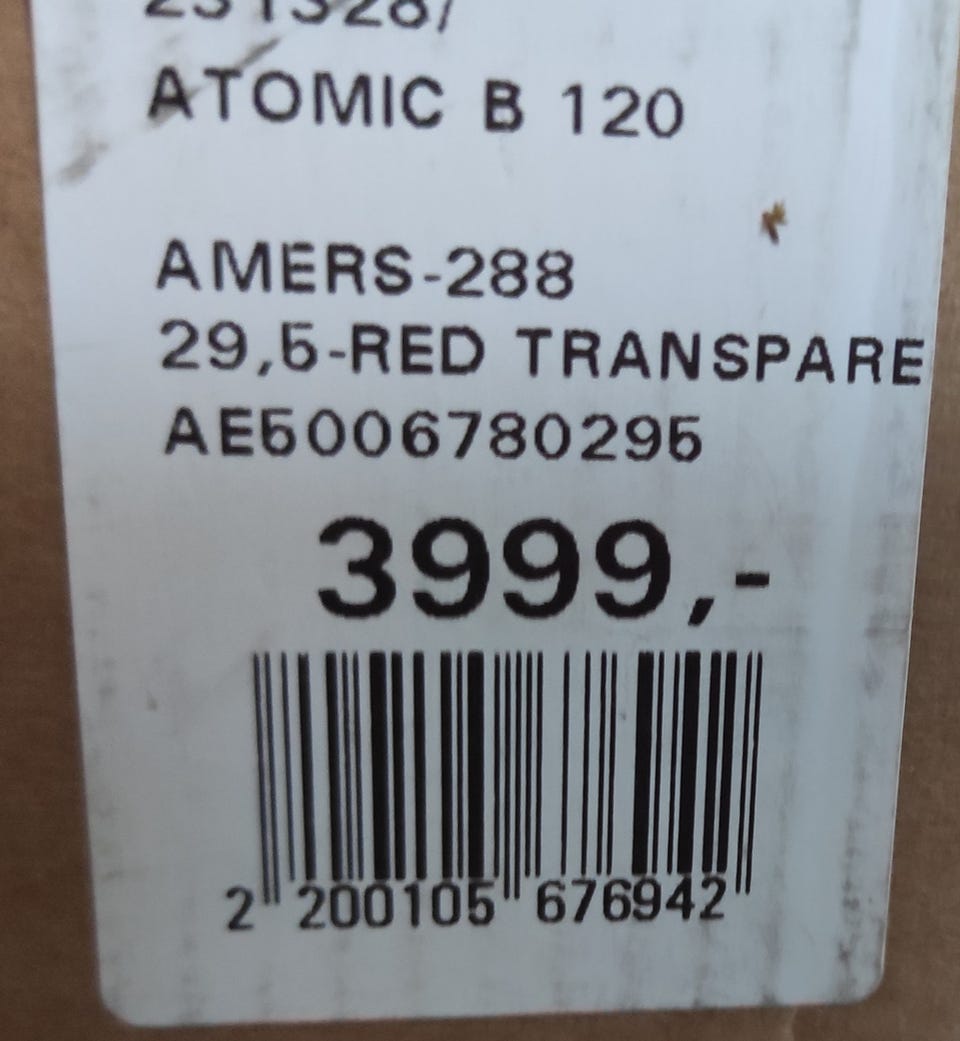 ATOMIC B 120
AMERS-288
29,5-RED TRANSPARE
AE5006780295
3999,-
2 200105 676942